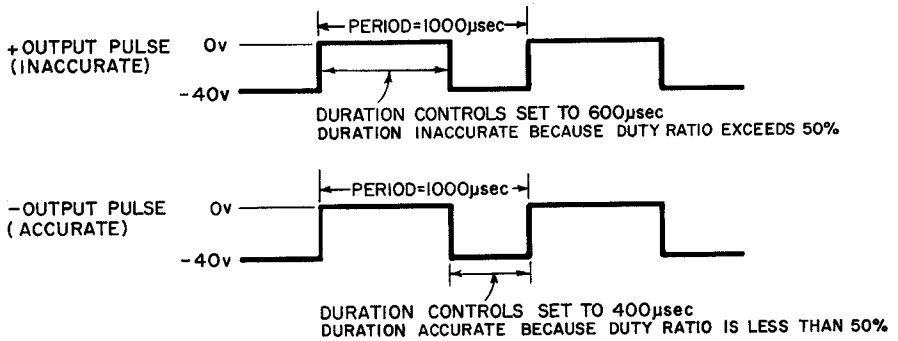 PERIOD=1000µsec
+OUTPUT PULSE
(INACCURATE)
0v
-40v
DURATION CONTROLS SET TO 600µsec
DURATION INACCURATE BECAUSE DUTY RATIO EXCEEDS 50%
PERIOD=1000µsec
-OUTPUT PULSE
(ACCURATE)
0v
-40v
DURATION CONTROLS SET TO 400µsec
DURATION ACCURATE BECAUSE DUTY RATIO IS LESS THAN 50%